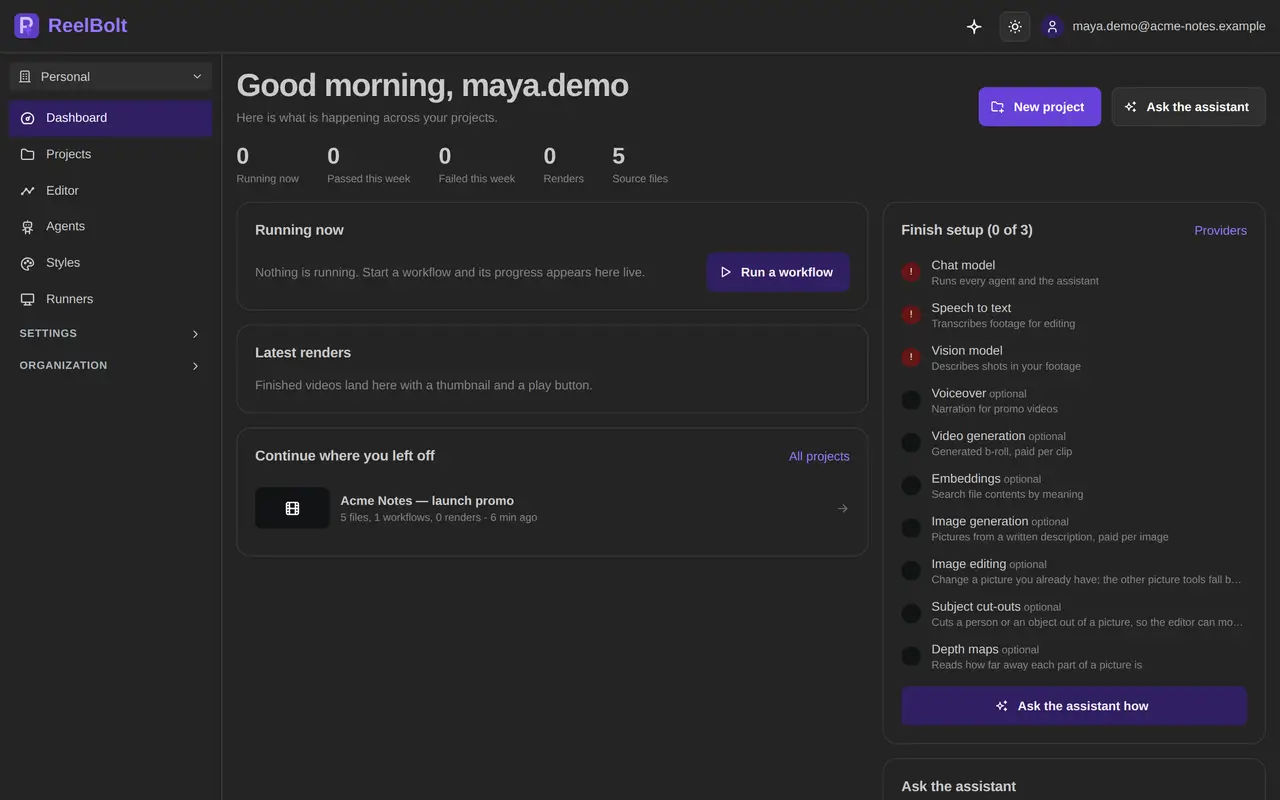 ReelBolt
maya.demo@acme-notes.example
Personal
Dashboard
Projects
Editor
Agents
Styles
Runners
SETTINGS
ORGANIZATION
Good morning, maya.demo
Here is what is happening across your projects.
New project
Ask the assistant
0
Running now
0
Passed this week
0
Failed this week
0
Renders
5
Source files
Running now
Nothing is running. Start a workflow and its progress appears here live.
Run a workflow
Latest renders
Finished videos land here with a thumbnail and a play button.
Continue where you left off
All projects
Acme Notes — launch promo
5 files, 1 workflows, 0 renders - 6 min ago
Finish setup (0 of 3)
Providers
! Chat model
Runs every agent and the assistant
! Speech to text
Transcribes footage for editing
! Vision model
Describes shots in your footage
Voiceover optional
Narration for promo videos
Video generation optional
Generated b-roll, paid per clip
Embeddings optional
Search file contents by meaning
Image generation optional
Pictures from a written description, paid per image
Image editing optional
Change a picture you already have; the other picture tools fall b…
Subject cut-outs optional
Cuts a person or an object out of a picture, so the editor can mo…
Depth maps optional
Reads how far away each part of a picture is
Ask the assistant how
Ask the assistant